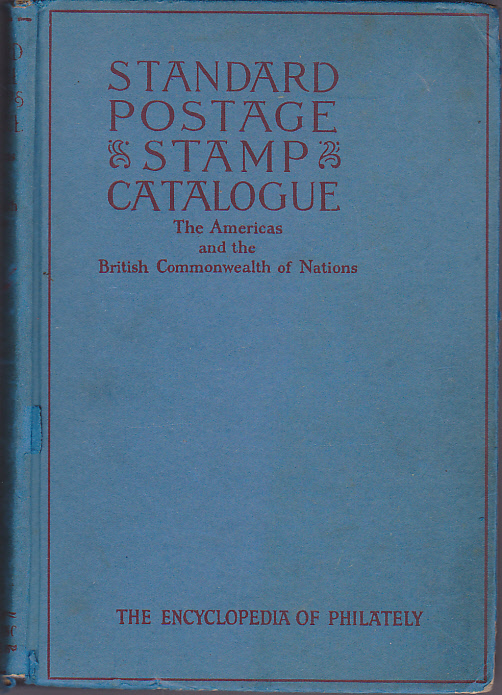 STANDARD
POSTAGE
STAMP
CATALOGUE
The Americas
and the
British Commonwealth of Nations
THE ENCYCLOPEDIA OF PHILATELY